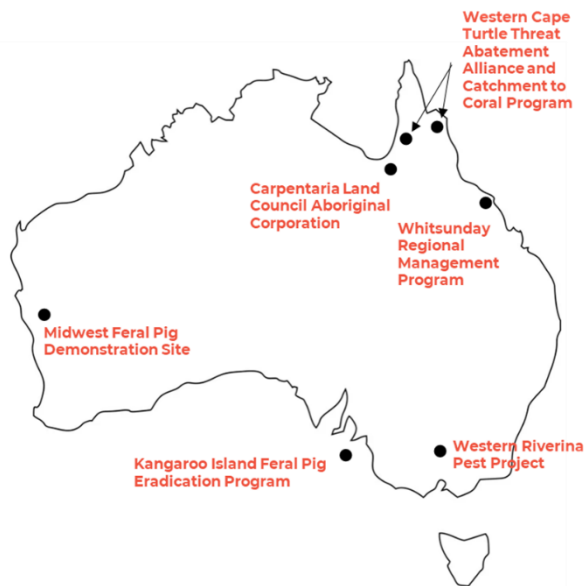 Western Cape
Turtle Threat
Abatement
Alliance and
Catchment to
Coral Program
Carpentaria Land
Council Aboriginal
Corporation
Whitsunday
Regional
Management
Program
Midwest Feral Pig
Demonstration Site
Western Riverina
Pest Project
Kangaroo Island Feral Pig
Eradication Program